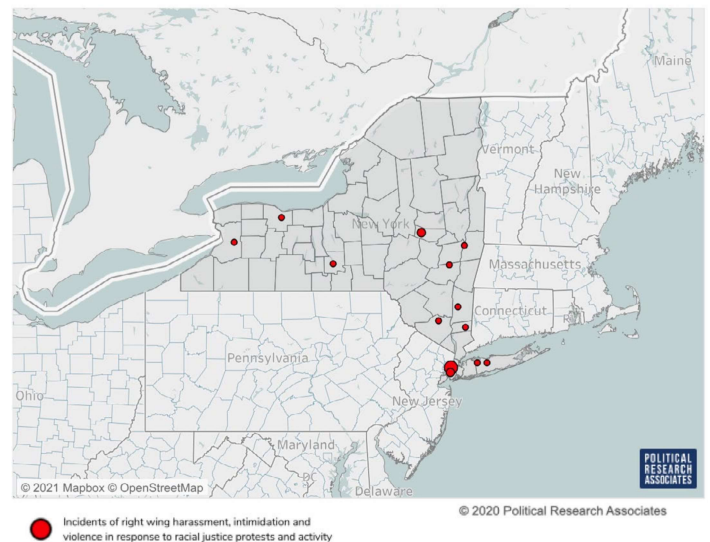 Maine
Vermont
New
Hampshire
New York
Massachusetts
Connecticut
R.I.
Pennsylvania
Ohio
New Jersey
Maryland
Delaware
POLITICAL
RESEARCH
ASSOCIATES
© 2021 Mapbox © OpenStreetMap
© 2020 Political Research Associates
Incidents of right wing harassment, intimidation and
violence in response to racial justice protests and activity